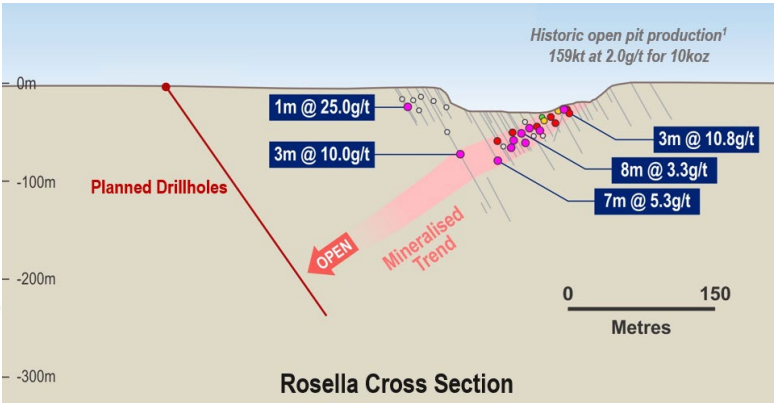 Historic open pit production¹
159kt at 2.0g/t for 10koz
0m
1m @ 25.0g/t
3m @ 10.8g/t
3m @ 10.0g/t
8m @ 3.3g/t
-100m
Planned Drillholes
7m @ 5.3g/t
Mineralised
Trend
OPEN
-200m
0 150
Metres
-300m
Rosella Cross Section